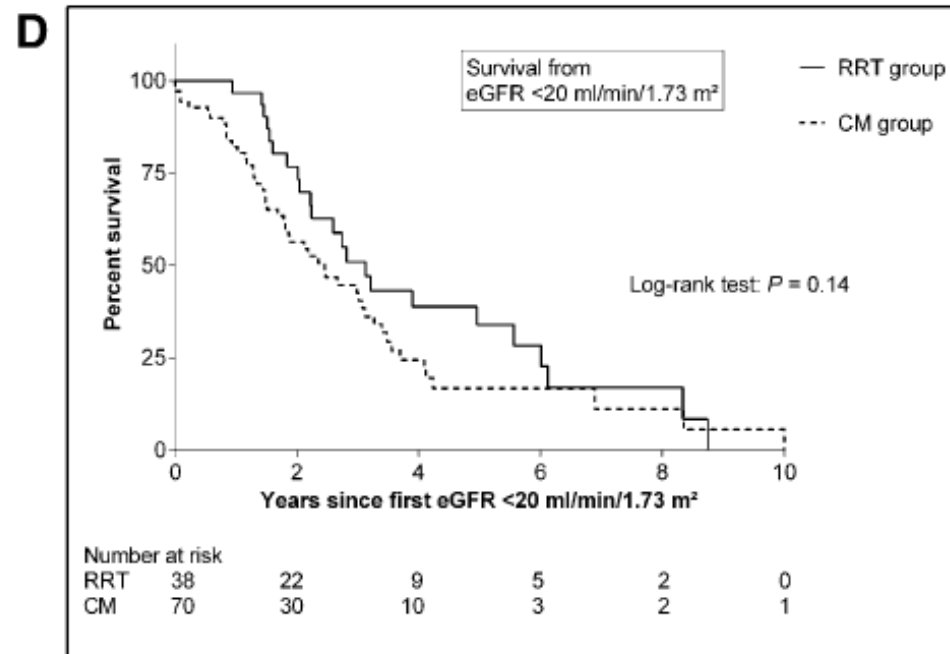 D
Survival from
eGFR <20 ml/min/1.73 m²
RRT group
CM group
Percent survival
100
75
50
25
0
Log-rank test: P = 0.14
0 2 4 6 8 10
Years since first eGFR <20 ml/min/1.73 m²
Number at risk
RRT 38 22 9 5 2 0
CM 70 30 10 3 2 1